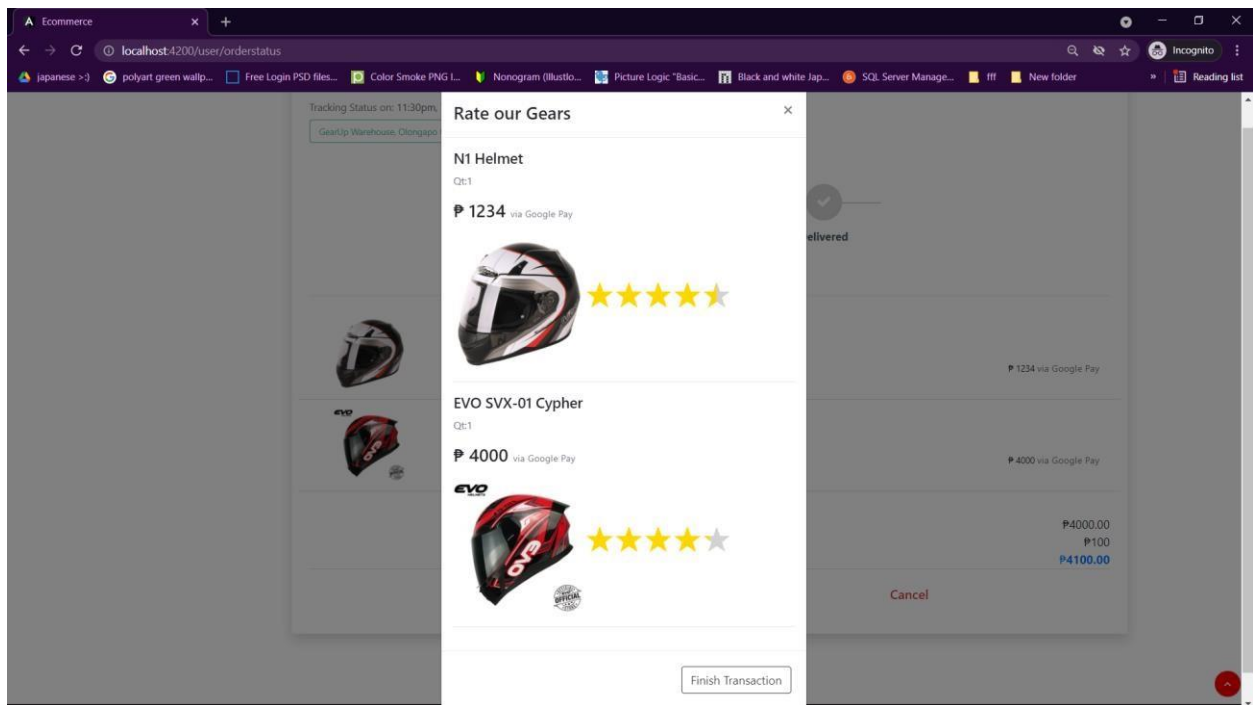 Ecommerce
localhost:4200/user/orderstatus
Incognito
japanese >:)
polyart green wallp...
Free Login PSD files...
Color Smoke PNG I...
Nonogram (Illustlo...
Picture Logic "Basic...
Black and white Jap...
SQL Server Manage...
fff
New folder
»
Reading list
Tracking Status on: 11:30pm,
GearUp Warehouse, Olongapo
Rate our Gears
×
N1 Helmet
Qt:1
₱ 1234 via Google Pay
elivered
₱ 1234 via Google Pay
EVO SVX-01 Cypher
Qt:1
₱ 4000 via Google Pay
EVO
EVO
₱ 4000 via Google Pay
OFFICIAL
₱4000.00
₱100
₱4100.00
Cancel
Finish Transaction